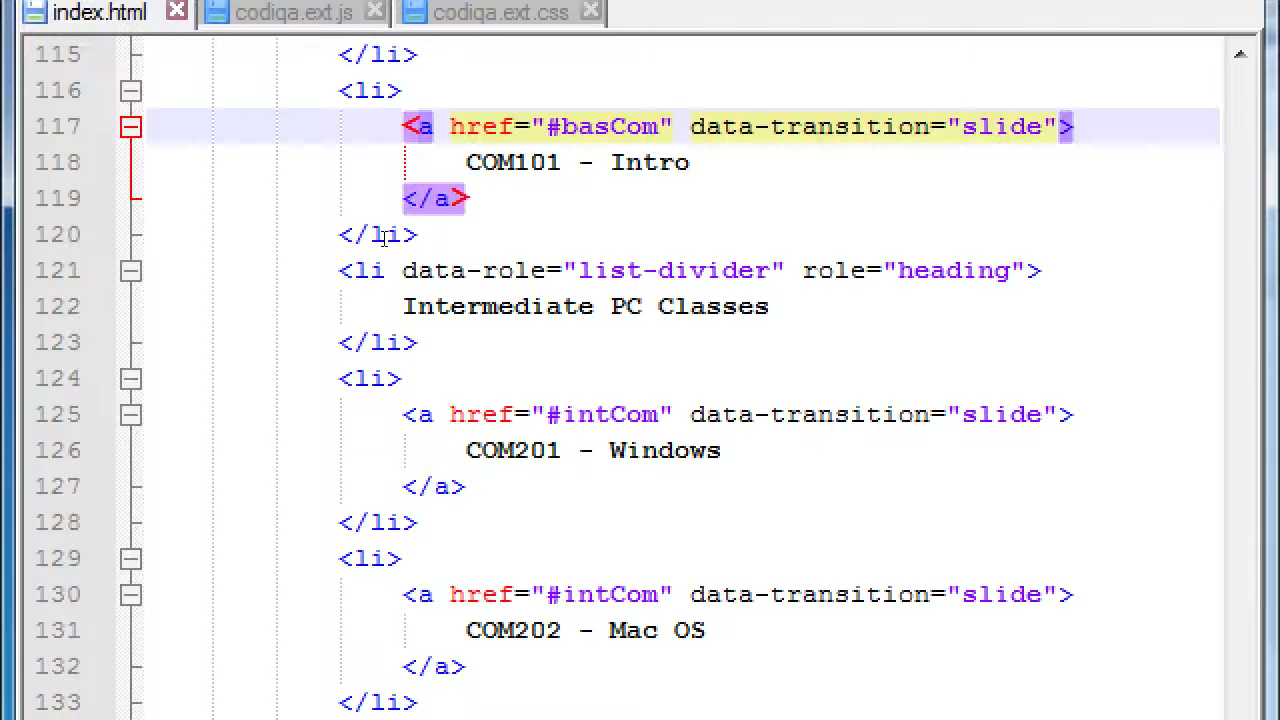 index.html codiqa.ext.js codiqa.ext.css
115 </li>
116 <li>
117 <a href="#basCom" data-transition="slide">
118 COM101 - Intro
119 </a>
120 </li>
121 <li data-role="list-divider" role="heading">
122 Intermediate PC Classes
123 </li>
124 <li>
125 <a href="#intCom" data-transition="slide">
126 COM201 - Windows
127 </a>
128 </li>
129 <li>
130 <a href="#intCom" data-transition="slide">
131 COM202 - Mac OS
132 </a>
133 </li>